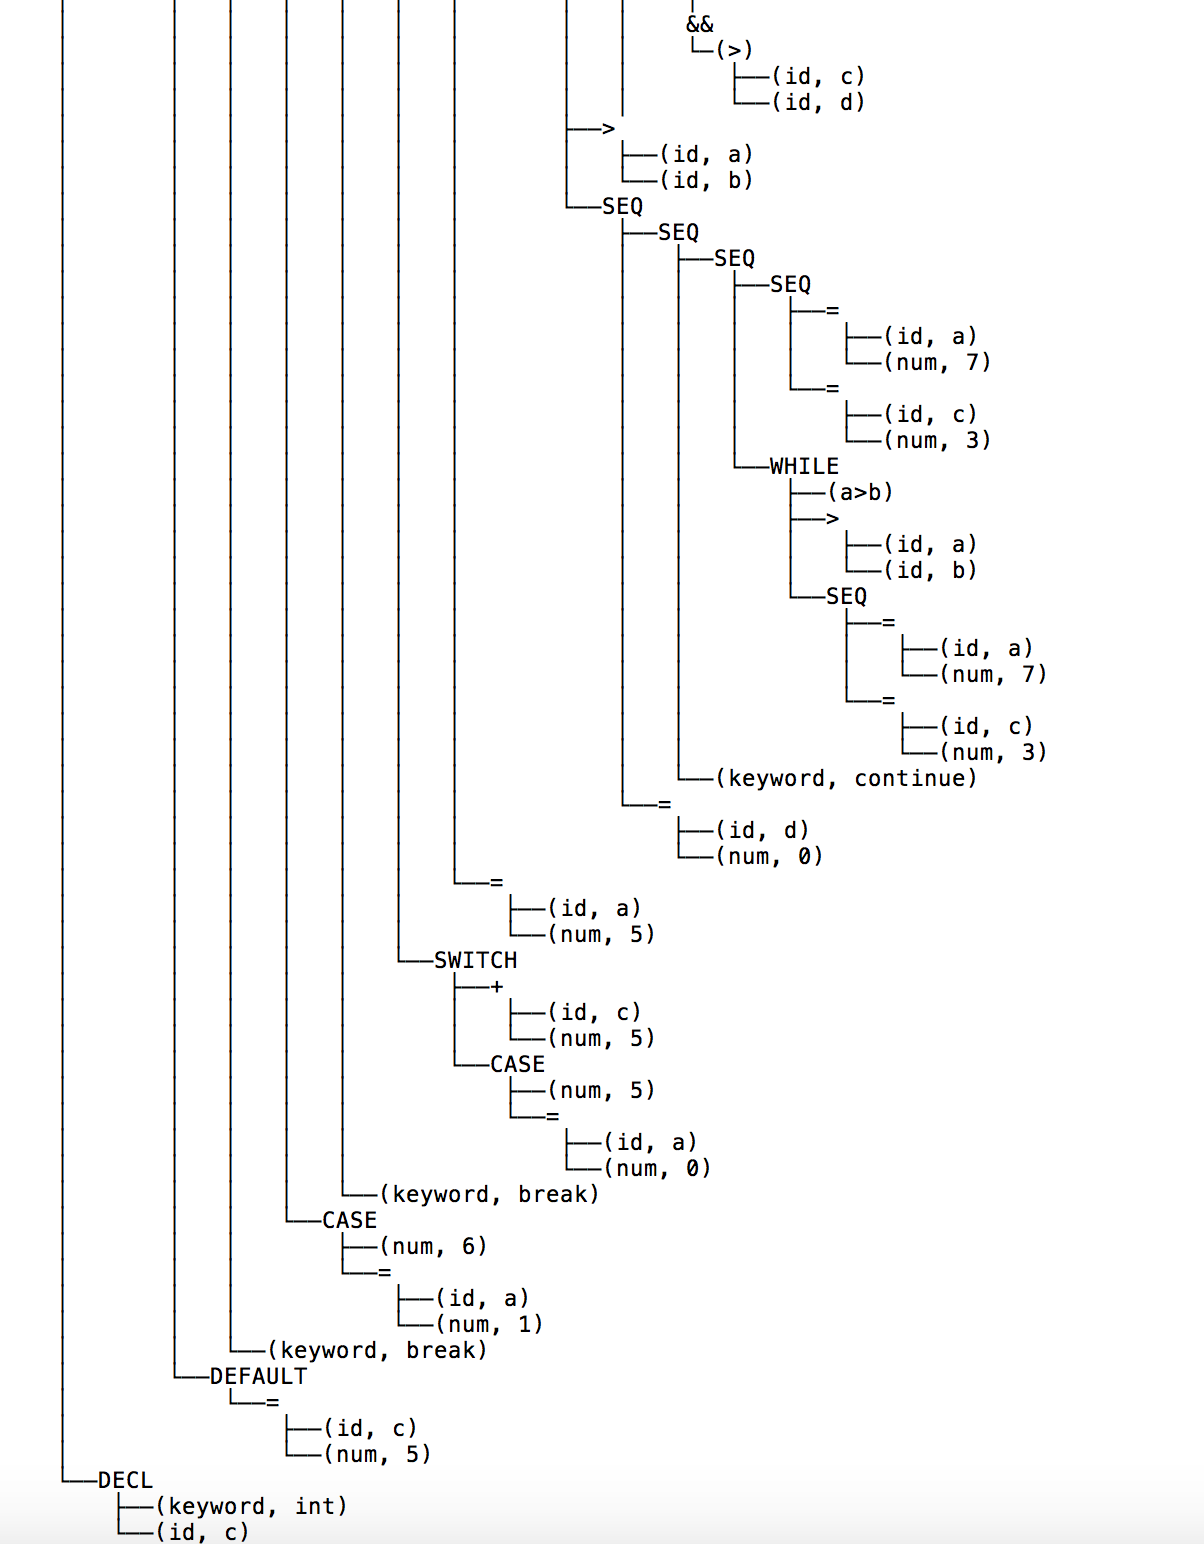 &&
(>)
(id, c)
(id, d)
>
(id, a)
(id, b)
SEQ
SEQ
SEQ
SEQ
=
(id, a)
(num, 7)
=
(id, c)
(num, 3)
WHILE
(a>b)
>
(id, a)
(id, b)
SEQ
=
(id, a)
(num, 7)
=
(id, c)
(num, 3)
(keyword, continue)
=
(id, d)
(num, 0)
=
(id, a)
(num, 5)
SWITCH
+
(id, c)
(num, 5)
CASE
(num, 5)
=
(id, a)
(num, 0)
(keyword, break)
CASE
(num, 6)
=
(id, a)
(num, 1)
(keyword, break)
DEFAULT
=
(id, c)
(num, 5)
DECL
(keyword, int)
(id, c)